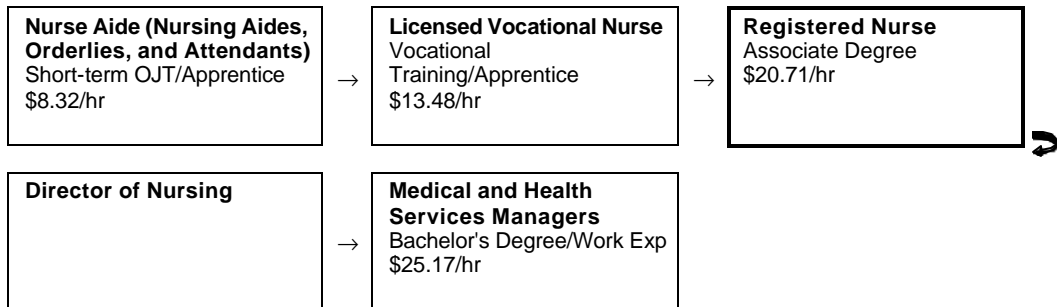 Nurse Aide (Nursing Aides,
Orderlies, and Attendants)
Short-term OJT/Apprentice
$8.32/hr
→
Licensed Vocational Nurse
Vocational
Training/Apprentice
$13.48/hr
→
Registered Nurse
Associate Degree
$20.71/hr
Director of Nursing
→
Medical and Health
Services Managers
Bachelor's Degree/Work Exp
$25.17/hr